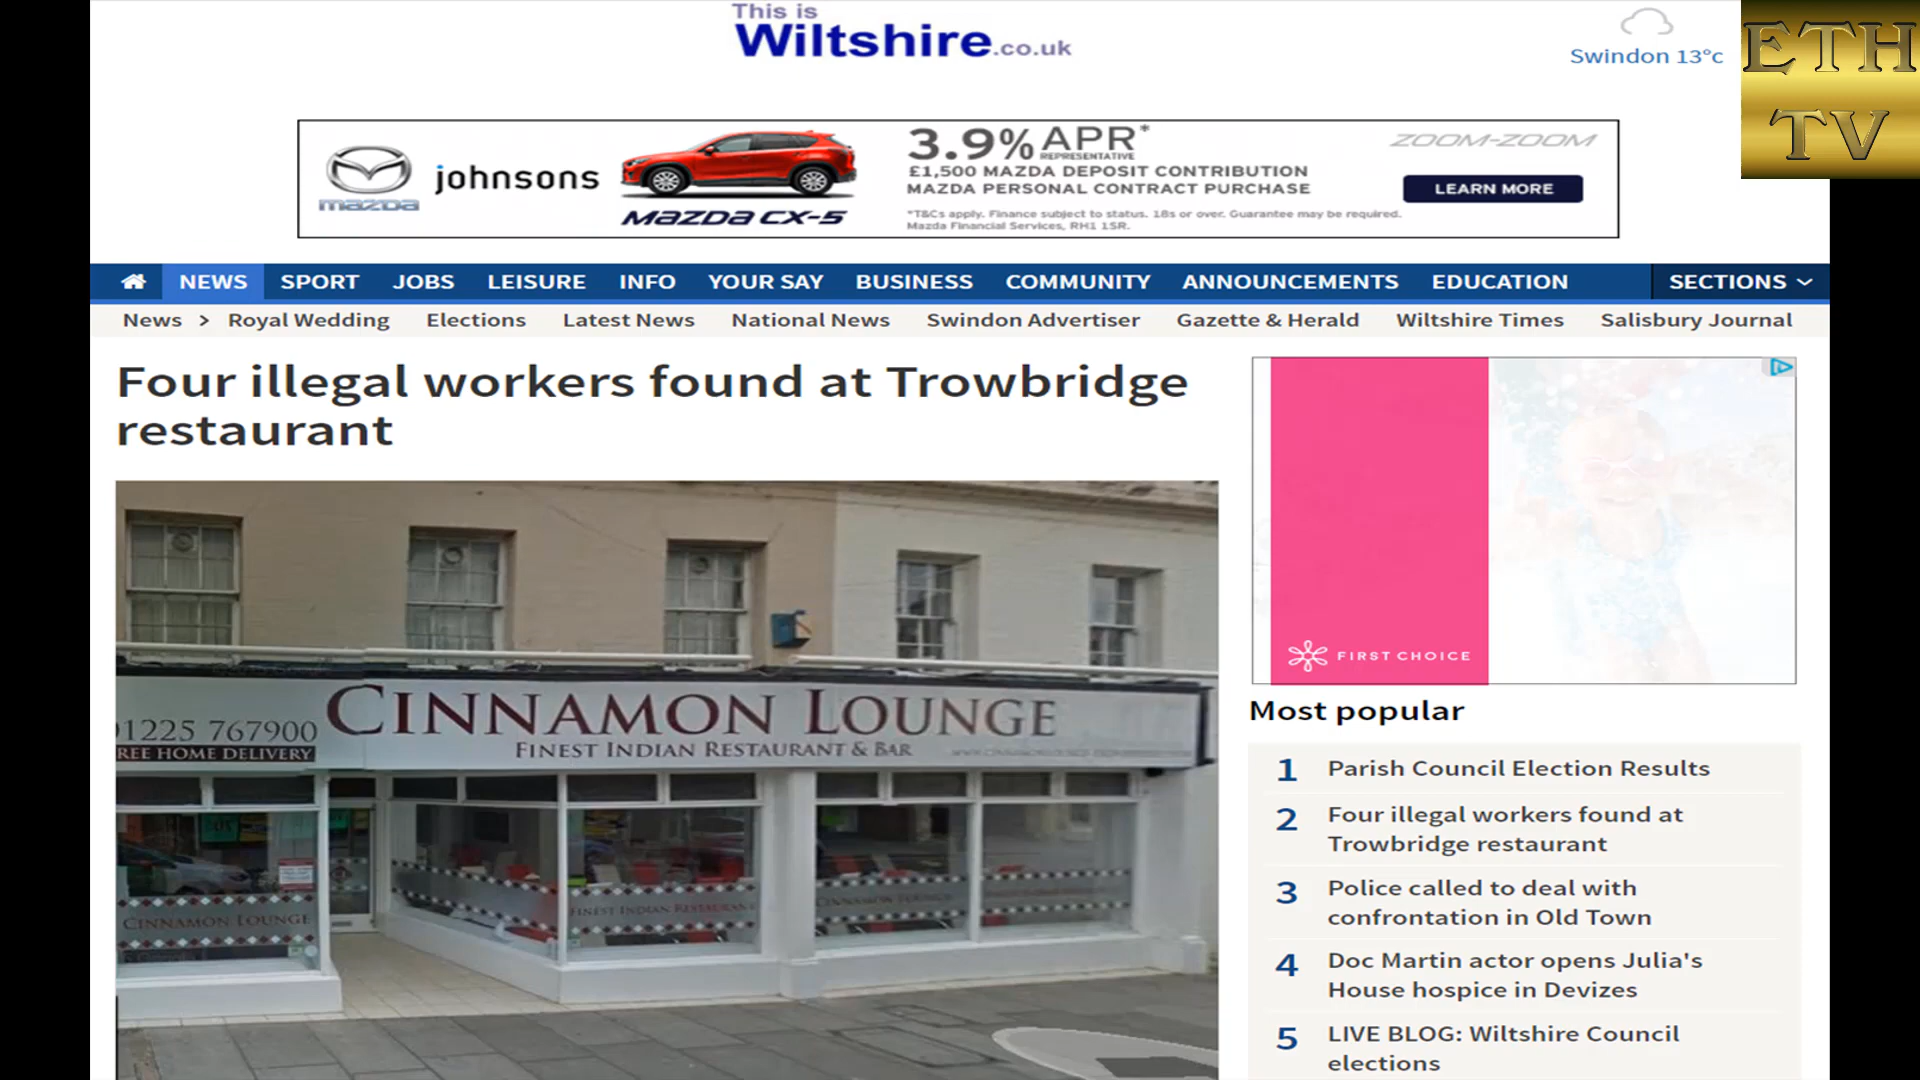 This is
Wiltshire.co.uk
Swindon 13°c
ETH
TV
mazda
johnsons
mazda CX-5
3.9% APR*
REPRESENTATIVE
£1,500 MAZDA DEPOSIT CONTRIBUTION
MAZDA PERSONAL CONTRACT PURCHASE
*T&Cs apply. Finance subject to status. 18s or over. Guarantee may be required.
Mazda Financial Services, RH1 1SR.
ZOOM-ZOOM
LEARN MORE
NEWS SPORT JOBS LEISURE INFO YOUR SAY BUSINESS COMMUNITY ANNOUNCEMENTS EDUCATION SECTIONS
News > Royal Wedding Elections Latest News National News Swindon Advertiser Gazette & Herald Wiltshire Times Salisbury Journal
Four illegal workers found at Trowbridge
restaurant
01225 767900
FREE HOME DELIVERY
CINNAMON LOUNGE
FINEST INDIAN RESTAURANT & BAR
CINNAMON LOUNGE
FINEST INDIAN RESTAURANT
CINNAMON LOUNGE
FIRST CHOICE
Most popular
1 Parish Council Election Results
2 Four illegal workers found at
Trowbridge restaurant
3 Police called to deal with
confrontation in Old Town
4 Doc Martin actor opens Julia's
House hospice in Devizes
5 LIVE BLOG: Wiltshire Council
elections